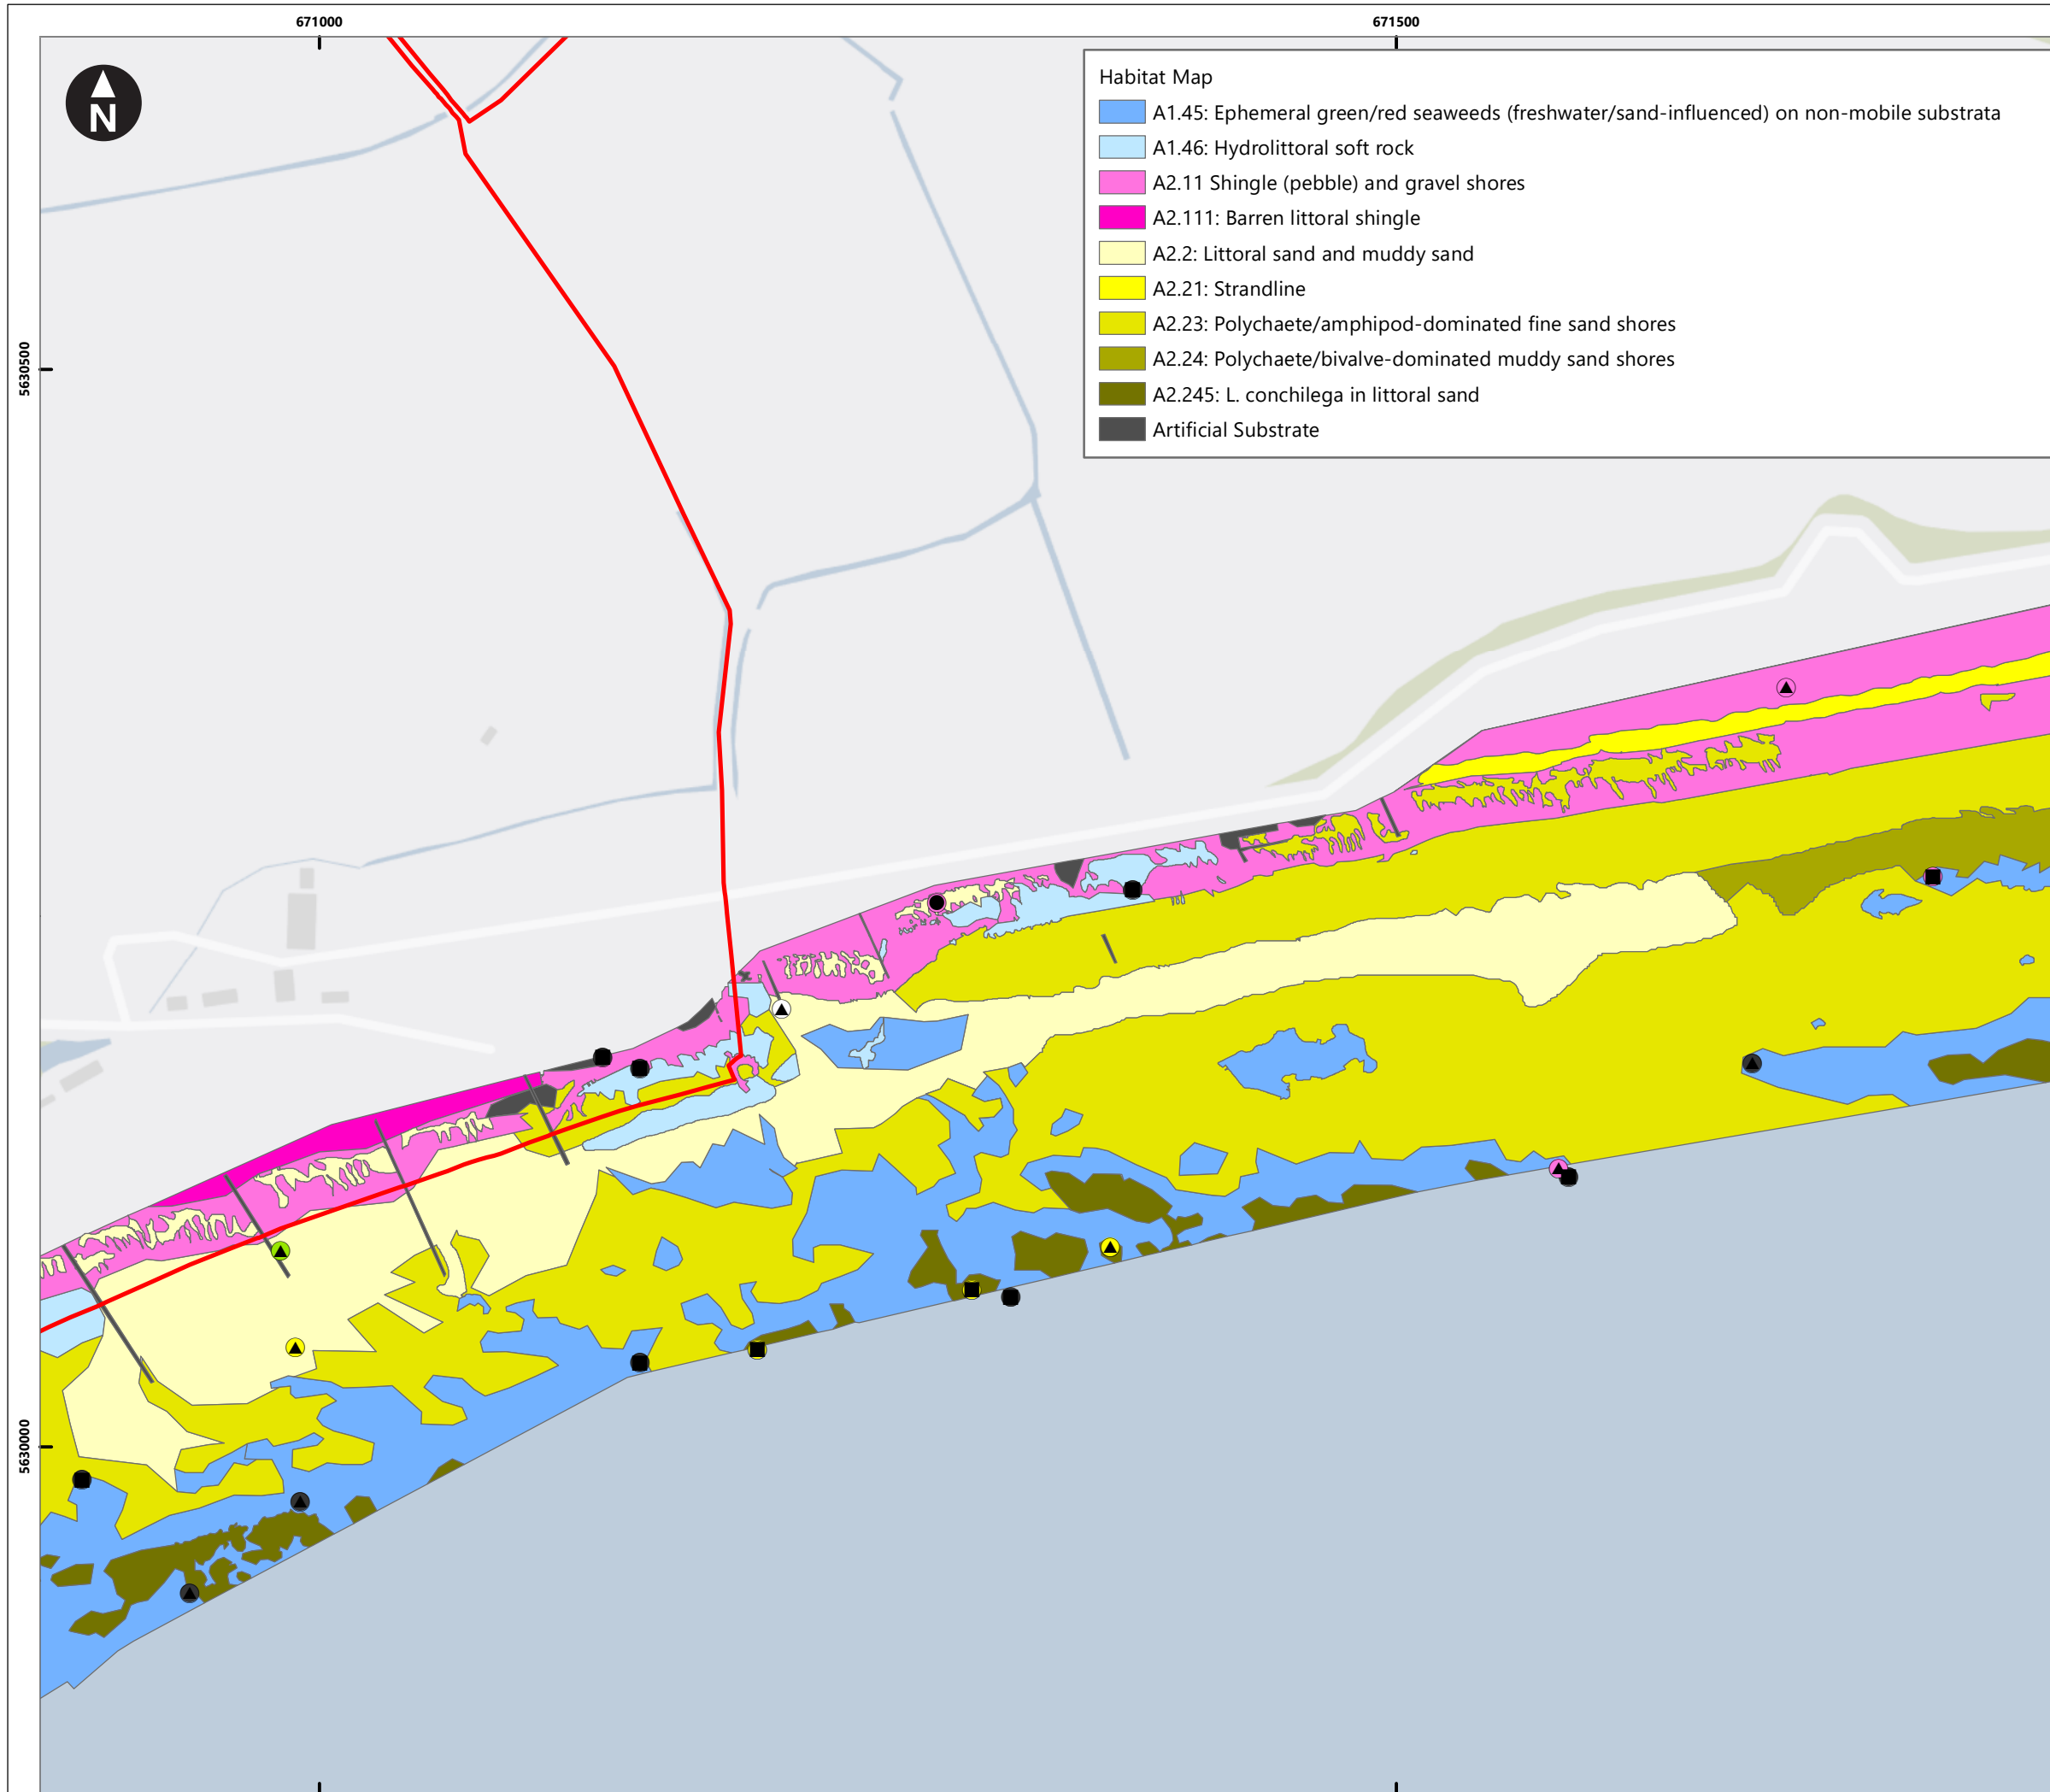 671000
671500
N
Habitat Map
A1.45: Ephemeral green/red seaweeds (freshwater/sand-influenced) on non-mobile substrata
A1.46: Hydrolittoral soft rock
A2.11 Shingle (pebble) and gravel shores
A2.111: Barren littoral shingle
A2.2: Littoral sand and muddy sand
A2.21: Strandline
A2.23: Polychaete/amphipod-dominated fine sand shores
A2.24: Polychaete/bivalve-dominated muddy sand shores
A2.245: L. conchilega in littoral sand
Artificial Substrate
5630500
5630000